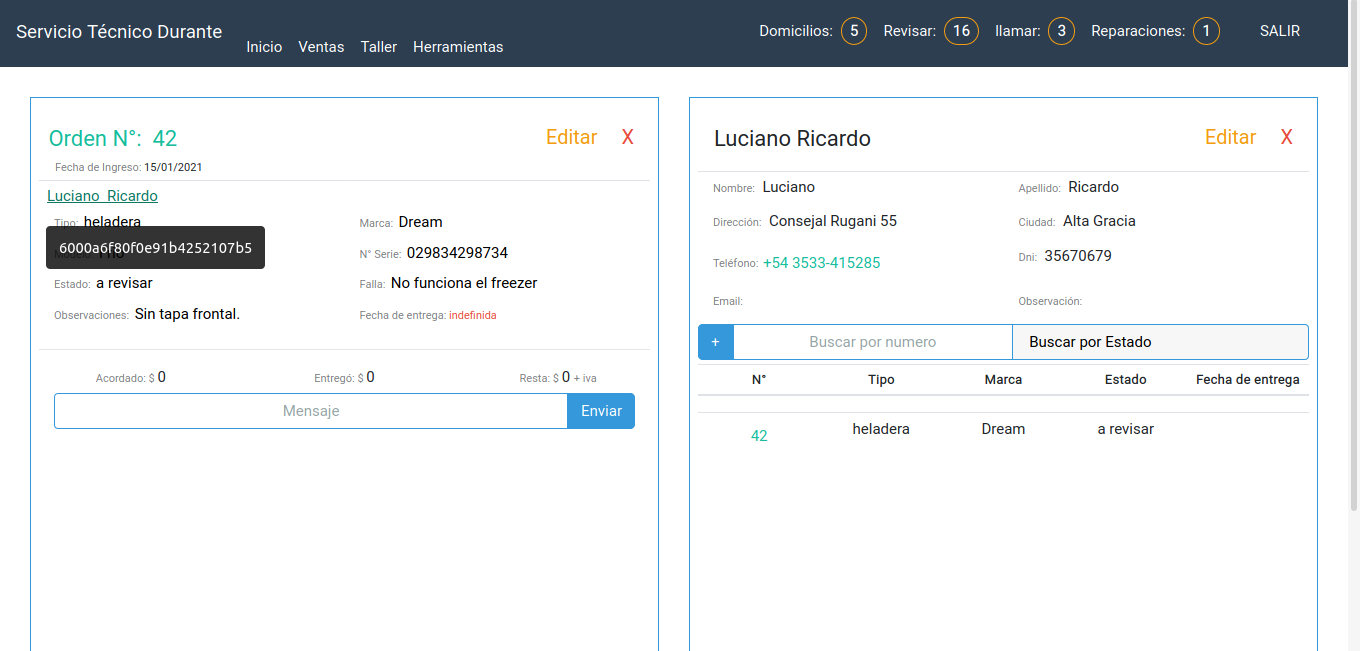 Servicio Técnico Durante
Inicio Ventas Taller Herramientas
Domicilios: 5 Revisar: 16 llamar: 3 Reparaciones: 1 SALIR
Orden N°: 42 Editar X
Fecha de Ingreso: 15/01/2021
Luciano Ricardo
Tipo: heladera Marca: Dream
6000a6f80f0e91b4252107b5
N° Serie: 029834298734
Estado: a revisar Falla: No funciona el freezer
Observaciones: Sin tapa frontal. Fecha de entrega: indefinida
Acordado: $ 0 Entregó: $ 0 Resta: $ 0 + iva
Mensaje Enviar
Luciano Ricardo Editar X
Nombre: Luciano Apellido: Ricardo
Dirección: Consejal Rugani 55 Ciudad: Alta Gracia
Teléfono: +54 3533-415285 Dni: 35670679
Email: Observación:
+ Buscar por numero Buscar por Estado
N° Tipo Marca Estado Fecha de entrega
42 heladera Dream a revisar